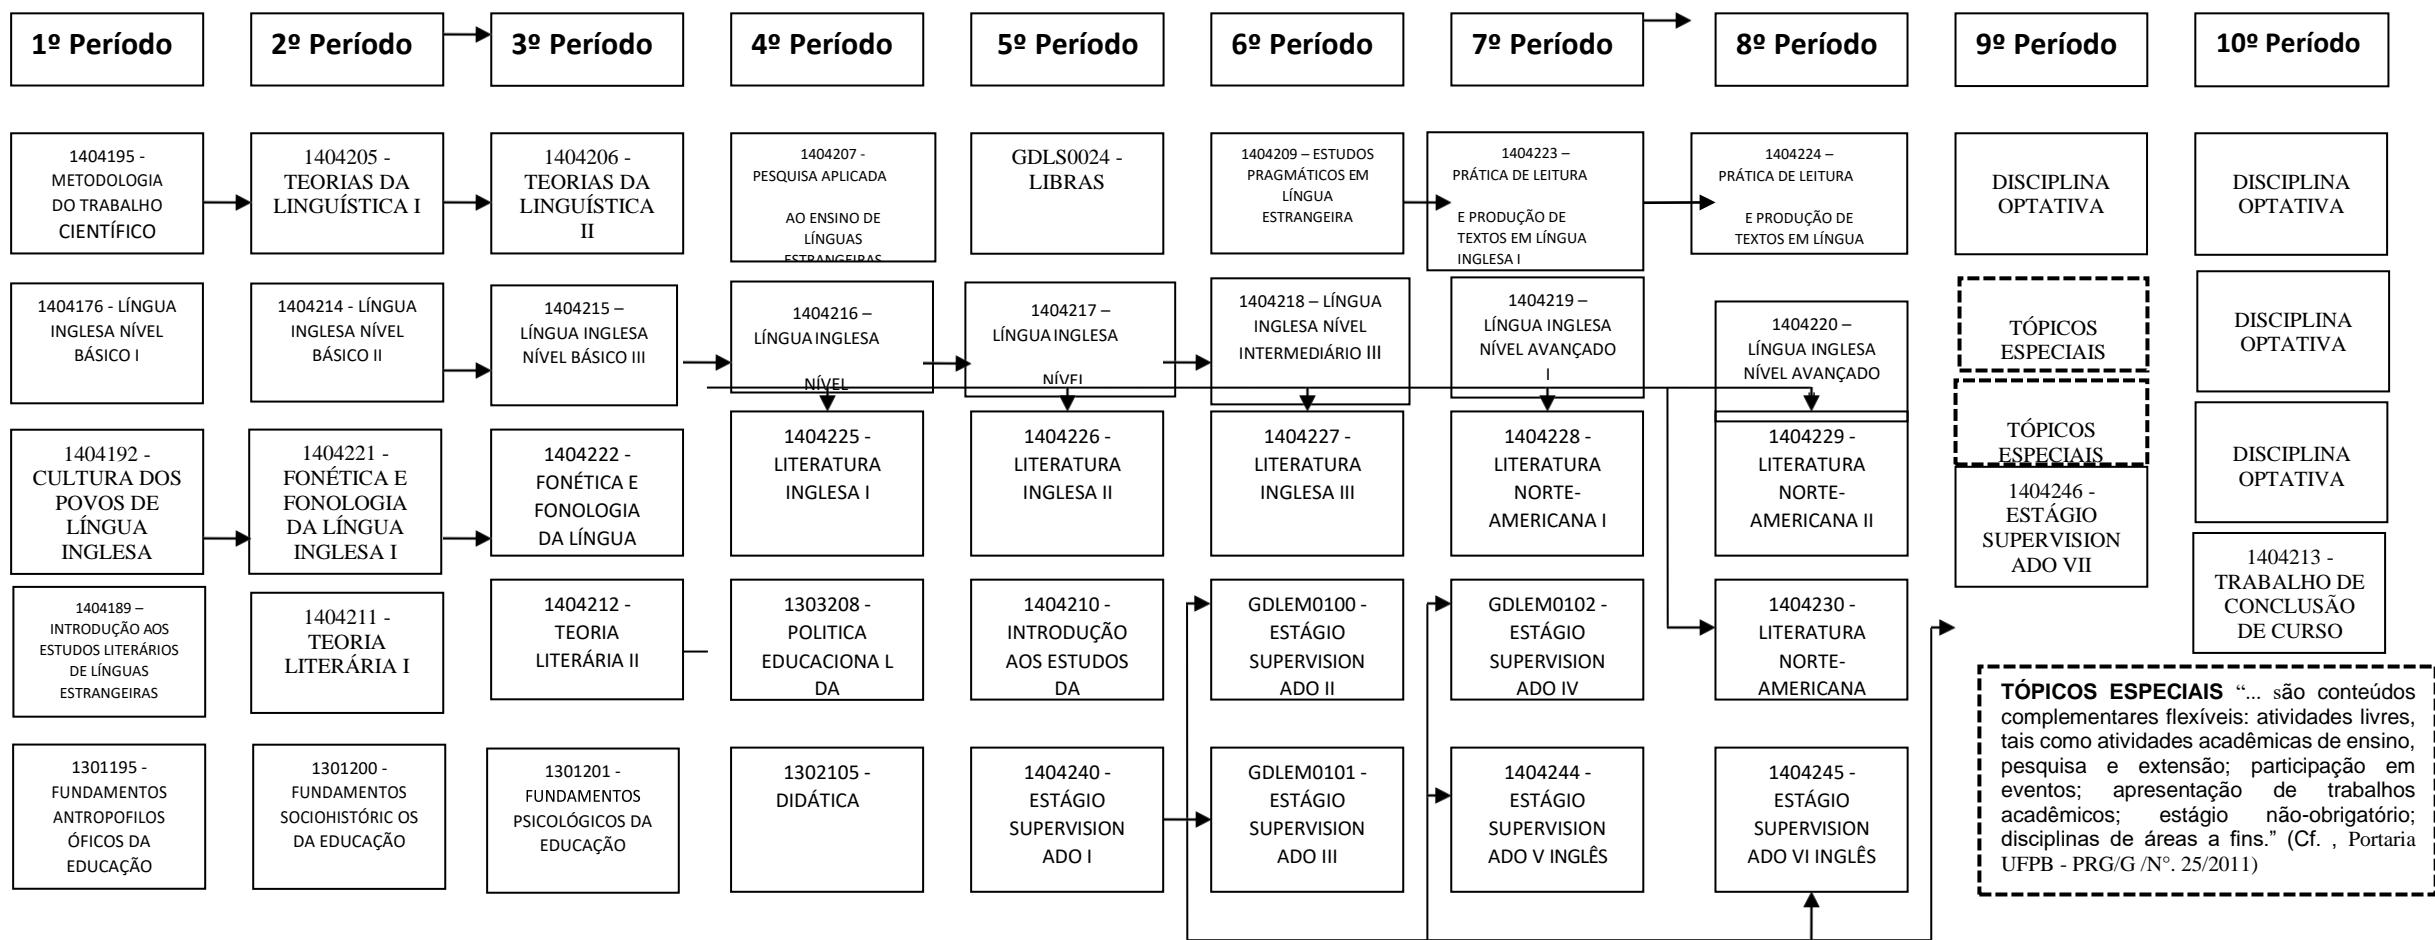 1º Período
2º Período
3º Período
4º Período
5º Período
6º Período
7º Período
8º Período
9º Período
10º Período
1404195 -
METODOLOGIA
DO TRABALHO
CIENTÍFICO
1404205 -
TEORIAS DA
LINGUÍSTICA I
1404206 -
TEORIAS DA
LINGUÍSTICA
II
1404207 -
PESQUISA APLICADA
AO ENSINO DE
LÍNGUAS
ESTRANGEIRAS
GDLS0024 -
LIBRAS
1404209 – ESTUDOS
PRAGMÁTICOS EM
LÍNGUA
ESTRANGEIRA
1404223 –
PRÁTICA DE LEITURA
E PRODUÇÃO DE
TEXTOS EM LÍNGUA
INGLESA I
1404224 –
PRÁTICA DE LEITURA
E PRODUÇÃO DE
TEXTOS EM LÍNGUA
DISCIPLINA
OPTATIVA
DISCIPLINA
OPTATIVA
1404176 - LÍNGUA
INGLESA NÍVEL
BÁSICO I
1404214 - LÍNGUA
INGLESA NÍVEL
BÁSICO II
1404215 –
LÍNGUA INGLESA
NÍVEL BÁSICO III
1404216 –
LÍNGUA INGLESA
NÍVEL
1404217 –
LÍNGUA INGLESA
NÍVEL
1404218 – LÍNGUA
INGLESA NÍVEL
INTERMEDIÁRIO III
1404219 –
LÍNGUA INGLESA
NÍVEL AVANÇADO
I
1404220 –
LÍNGUA INGLESA
NÍVEL AVANÇADO
TÓPICOS
ESPECIAIS
DISCIPLINA
OPTATIVA
1404192 -
CULTURA DOS
POVOS DE
LÍNGUA
INGLESA
1404221 -
FONÉTICA E
FONOLOGIA
DA LÍNGUA
INGLESA I
1404222 -
FONÉTICA E
FONOLOGIA
DA LÍNGUA
1404225 -
LITERATURA
INGLESA I
1404226 -
LITERATURA
INGLESA II
1404227 -
LITERATURA
INGLESA III
1404228 -
LITERATURA
NORTE-
AMERICANA I
1404229 -
LITERATURA
NORTE-
AMERICANA II
TÓPICOS
ESPECIAIS
1404246 -
ESTÁGIO
SUPERVISION
ADO VII
DISCIPLINA
OPTATIVA
1404189 –
INTRODUÇÃO AOS
ESTUDOS LITERÁRIOS
DE LÍNGUAS
ESTRANGEIRAS
1404211 -
TEORIA
LITERÁRIA I
1404212 -
TEORIA
LITERÁRIA II
1303208 -
POLITICA
EDUCACIONA L
DA
1404210 -
INTRODUÇÃO
AOS ESTUDOS
DA
GDLEM0100 -
ESTÁGIO
SUPERVISION
ADO II
GDLEM0102 -
ESTÁGIO
SUPERVISION
ADO IV
1404230 -
LITERATURA
NORTE-
AMERICANA
1404213 -
TRABALHO DE
CONCLUSÃO
DE CURSO
1301195 -
FUNDAMENTOS
ANTROPOFILOS
ÓFICOS DA
EDUCAÇÃO
1301200 -
FUNDAMENTOS
SOCIOHISTÓRIC OS
DA EDUCAÇÃO
1301201 -
FUNDAMENTOS
PSICOLÓGICOS DA
EDUCAÇÃO
1302105 -
DIDÁTICA
1404240 -
ESTÁGIO
SUPERVISION
ADO I
GDLEM0101 -
ESTÁGIO
SUPERVISION
ADO III
1404244 -
ESTÁGIO
SUPERVISION
ADO V INGLÊS
1404245 -
ESTÁGIO
SUPERVISION
ADO VI INGLÊS
TÓPICOS ESPECIAIS “... são conteúdos
complementares flexíveis: atividades livres,
tais como atividades acadêmicas de ensino,
pesquisa e extensão; participação em
eventos; apresentação de trabalhos
acadêmicos; estágio não-obrigatório;
disciplinas de áreas a fins.” (Cf. , Portaria
UFPB - PRG/G /N°. 25/2011)